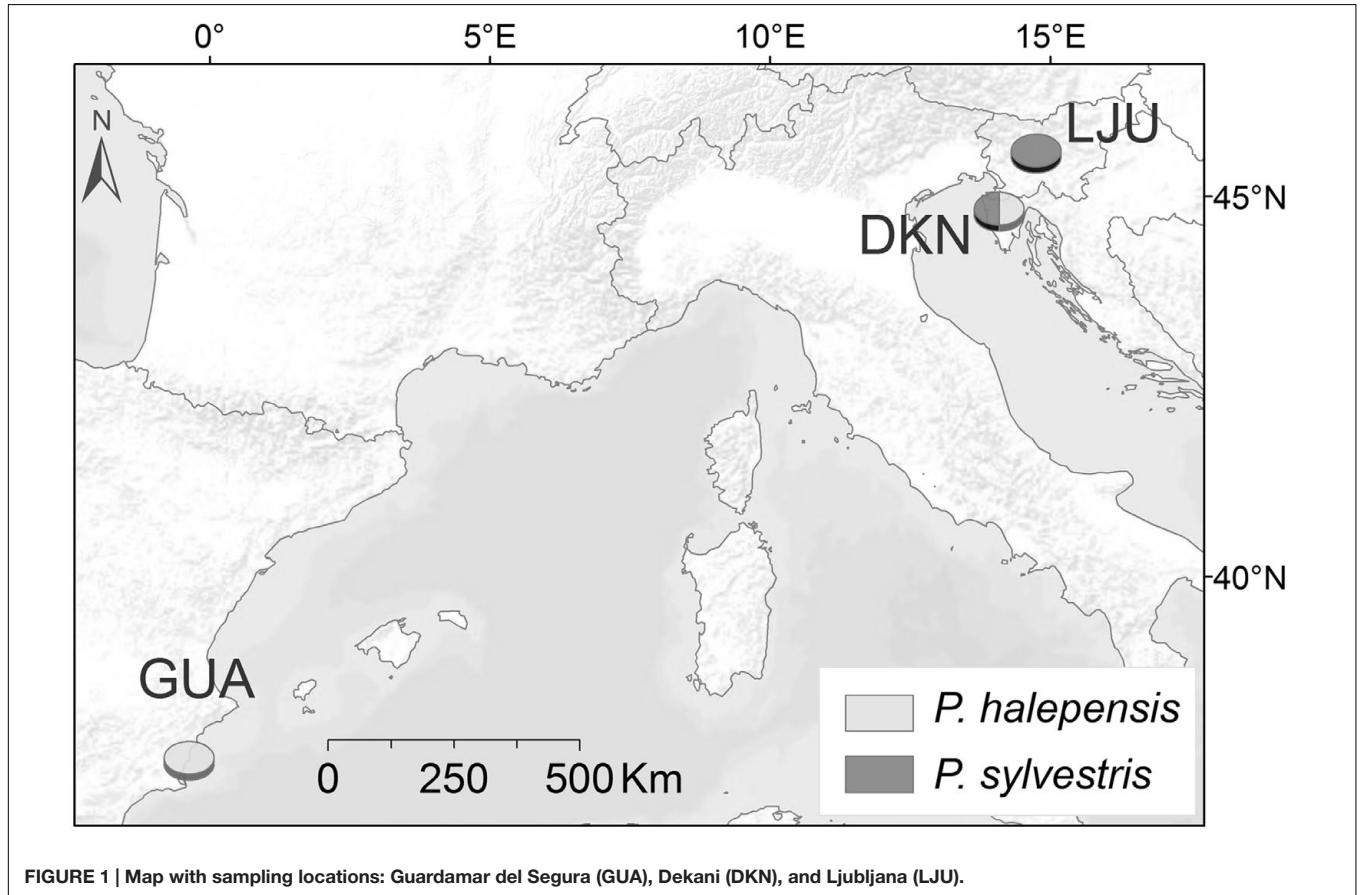 0° 5°E 10°E 15°E
N
LJU
45°N
DKN
40°N
GUA
P. halepensis
P. sylvestris
0 250 500 Km
FIGURE 1 | Map with sampling locations: Guardamar del Segura (GUA), Dekani (DKN), and Ljubljana (LJU).